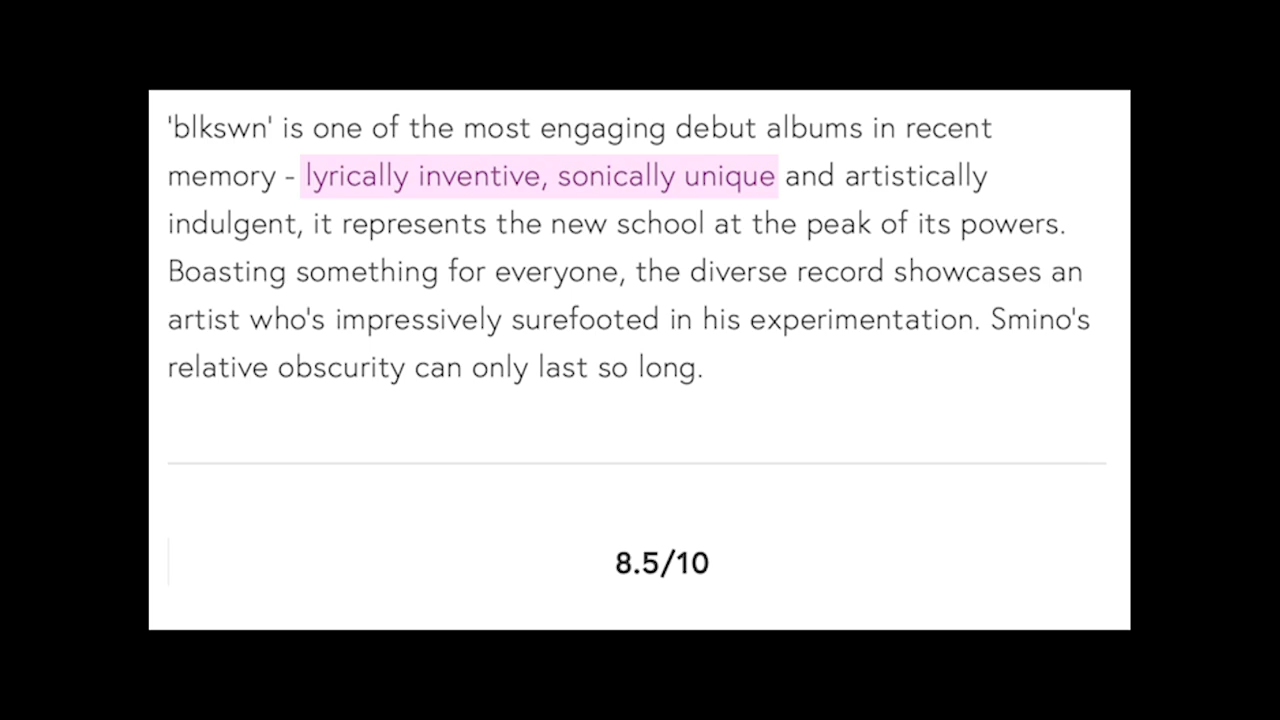 'blkswn' is one of the most engaging debut albums in recent
memory - lyrically inventive, sonically unique and artistically
indulgent, it represents the new school at the peak of its powers.
Boasting something for everyone, the diverse record showcases an
artist who's impressively surefooted in his experimentation. Smino's
relative obscurity can only last so long.
8.5/10